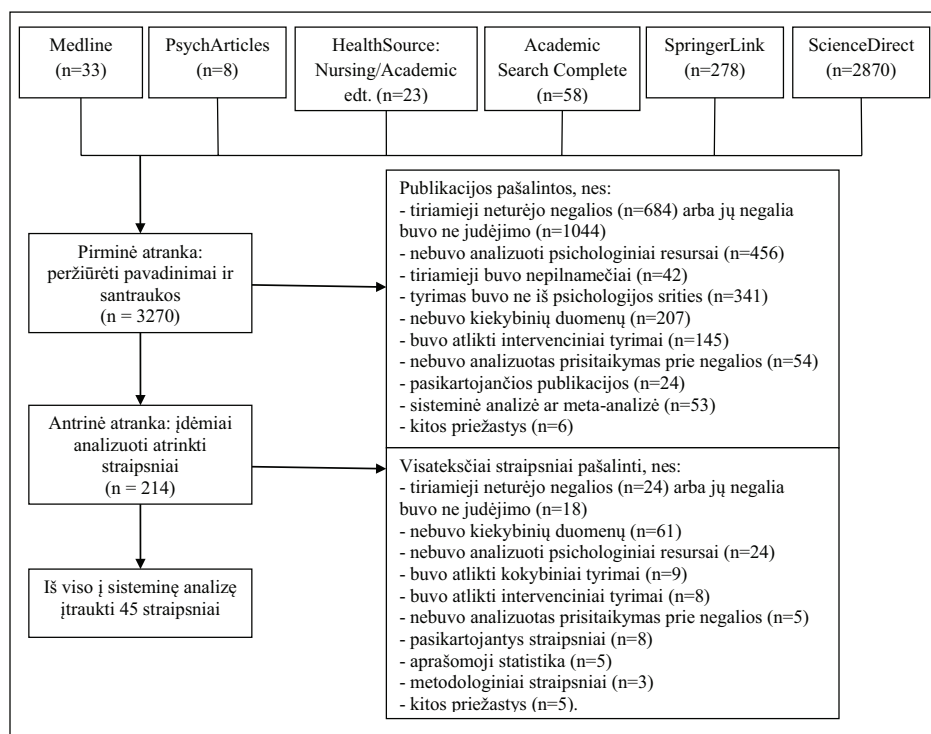 Medline
(n=33)
PsychArticles
(n=8)
HealthSource:
Nursing/Academic
edt. (n=23)
Academic
Search Complete
(n=58)
SpringerLink
(n=278)
ScienceDirect
(n=2870)
Pirminė atranka:
peržiūrėti pavadinimai ir
santraukos
(n = 3270)
Publikacijos pašalintos, nes:
- tiriamieji neturėjo negalios (n=684) arba jų negalia
buvo ne judėjimo (n=1044)
- nebuvo analizuoti psichologiniai resursai (n=456)
- tiriamieji buvo nepilnamečiai (n=42)
- tyrimas buvo ne iš psichologijos srities (n=341)
- nebuvo kiekybinių duomenų (n=207)
- buvo atlikti intervenciniai tyrimai (n=145)
- nebuvo analizuotas prisitaikymas prie negalios (n=54)
- pasikartojančios publikacijos (n=24)
- sisteminė analizė ar meta-analizė (n=53)
- kitos priežastys (n=6)
Antrinė atranka: įdėmiai
analizuoti atrinkti
straipsniai
(n = 214)
Visateksčiai straipsniai pašalinti, nes:
- tiriamieji neturėjo negalios (n=24) arba jų negalia
buvo ne judėjimo (n=18)
- nebuvo kiekybinių duomenų (n=61)
- nebuvo analizuoti psichologiniai resursai (n=24)
- buvo atlikti kokybiniai tyrimai (n=9)
- buvo atlikti intervenciniai tyrimai (n=8)
- nebuvo analizuotas prisitaikymas prie negalios (n=5)
- pasikartojantys straipsniai (n=8)
- aprašomoji statistika (n=5)
- metodologiniai straipsniai (n=3)
- kitos priežastys (n=5).
Iš viso į sisteminę analizę
įtraukti 45 straipsniai